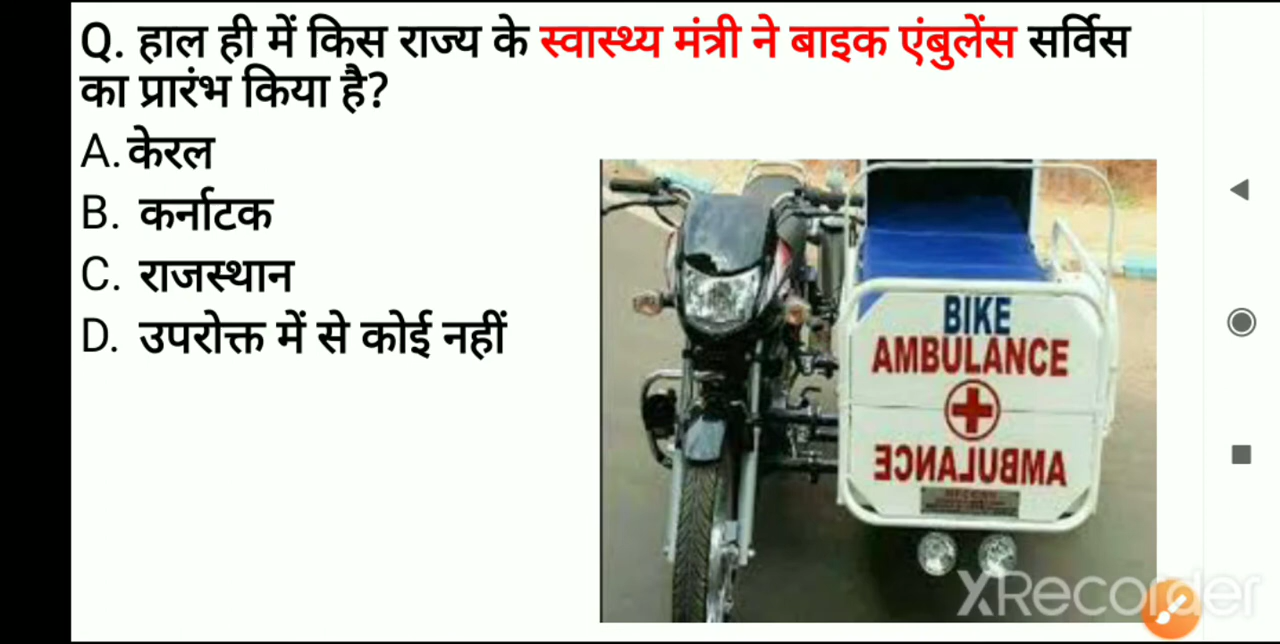 Q. हाल ही में किस राज्य के स्वास्थ्य मंत्री ने बाइक एंबुलेंस सर्विस
का प्रारंभ किया है?
A. केरल
B. कर्नाटक
C. राजस्थान
D. उपरोक्त में से कोई नहीं
BIKE
AMBULANCE
AMBULANCE
XRecorder